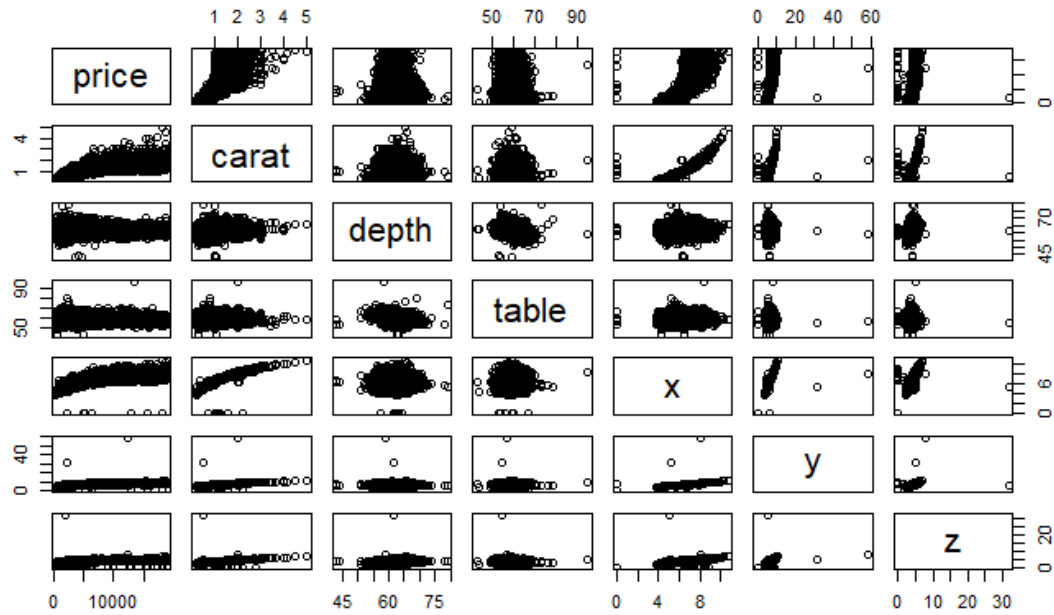 1 2 3 4 5 50 70 90 0 20 40 60
price 0
1 4 carat
depth 45 70
50 90 table
x 0 6
0 40 y
z 0 20
0 10000 45 60 75 0 4 8 0 5 10 20 30